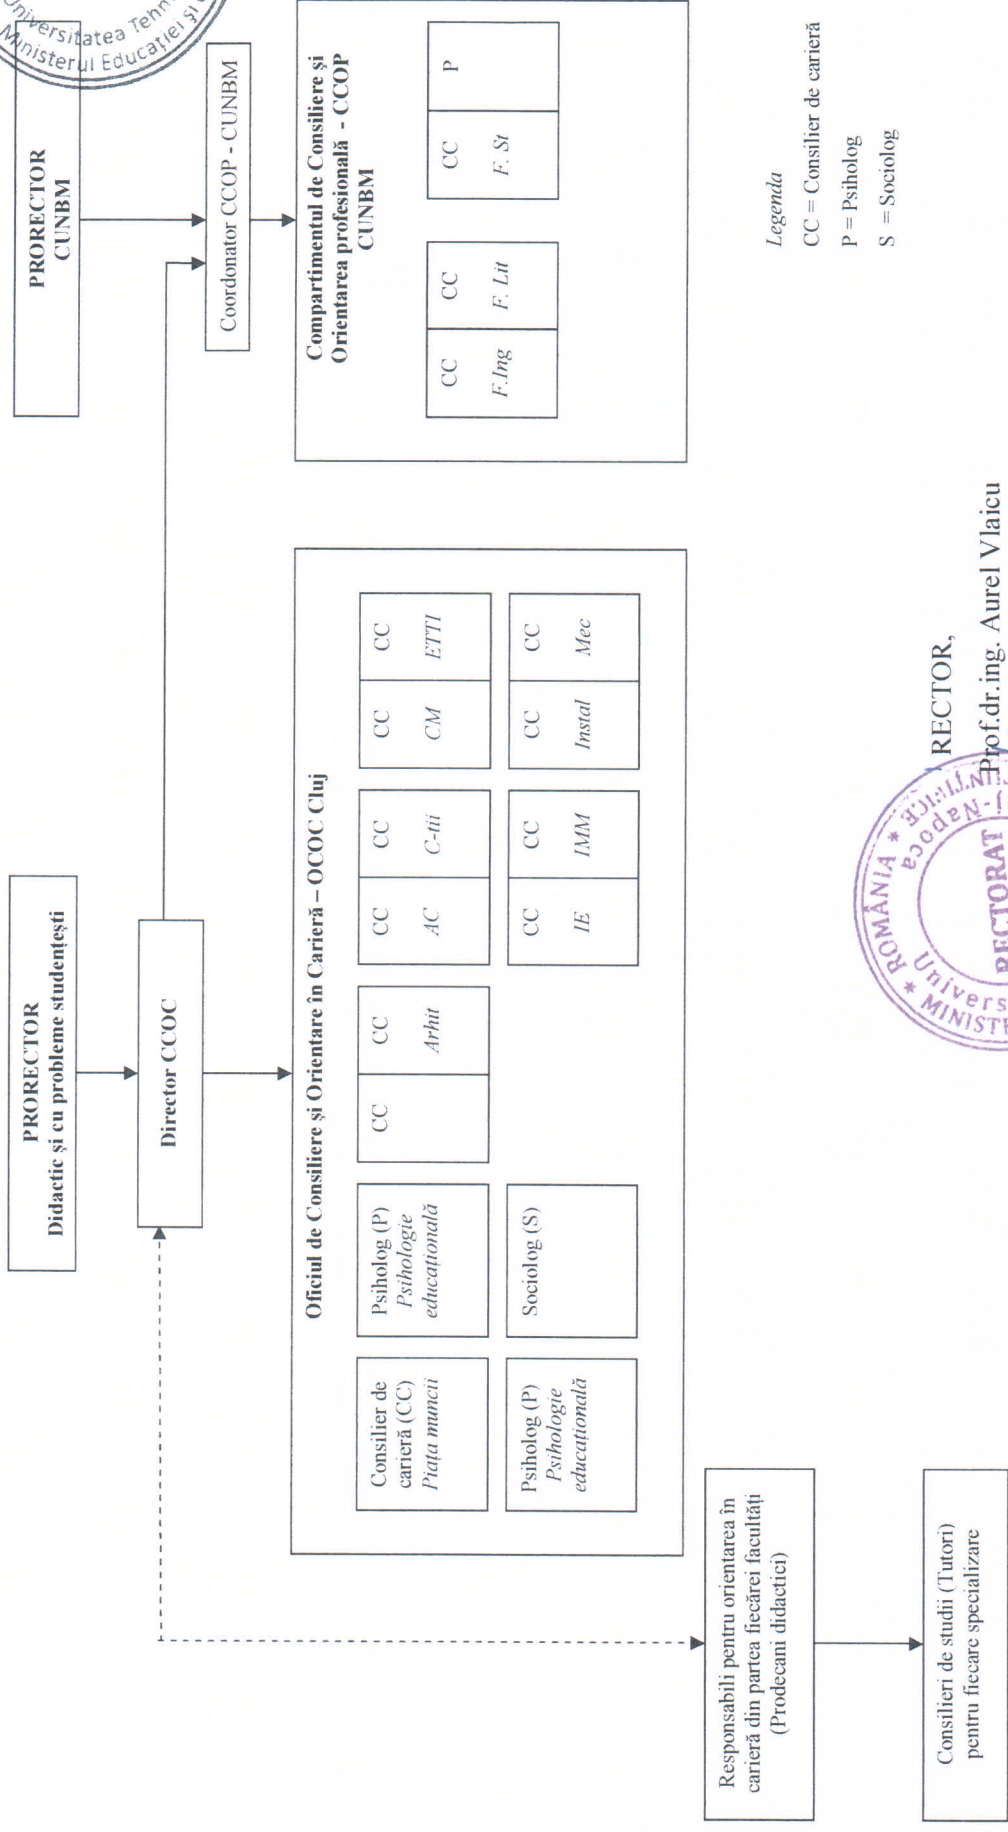 PRORECTOR
Didactic și cu probleme studențești
PRORECTOR
CUNBM
Universitatea
Ministerul Educației și
Director CCOC
Coordonator CCOP - CUNBM
Oficiul de Consiliere și Orientare în Carieră – OCOC Cluj
Consilier de
carieră (CC)
Piața muncii
Psiholog (P)
Psihologie
educațională
CC
CC
Arhit
CC
AC
CC
C-tii
CC
CM
CC
ETTI
Psiholog (P)
Psihologie
educațională
Sociolog (S)
CC
IE
CC
IMM
CC
Instal
CC
Mec
Compartimentul de Consiliere și
Orientarea profesională - CCOP
CUNBM
CC
F.Ing
CC
F. Lit
CC
F. St
P
Responsabili pentru orientarea în
carieră din partea fiecărei facultăți
(Prodecani didactici)
Consilieri de studii (Tutori)
pentru fiecare specializare
Legenda
CC = Consilier de carieră
P = Psiholog
S = Sociolog
RECTOR,
Prof.dr.ing. Aurel Vlaicu
* ROMÂNIA *
RECTORAT